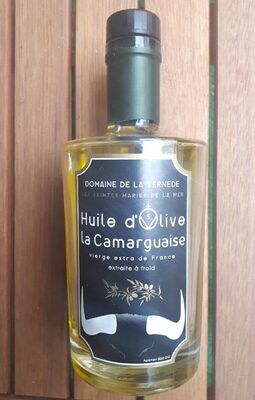 DOMAINE DE LA VERNEDE
LES SAINTES MARIES DE LA MER
Huile d'Olive
la Camarguaise
vierge extra de France
extraite à froid